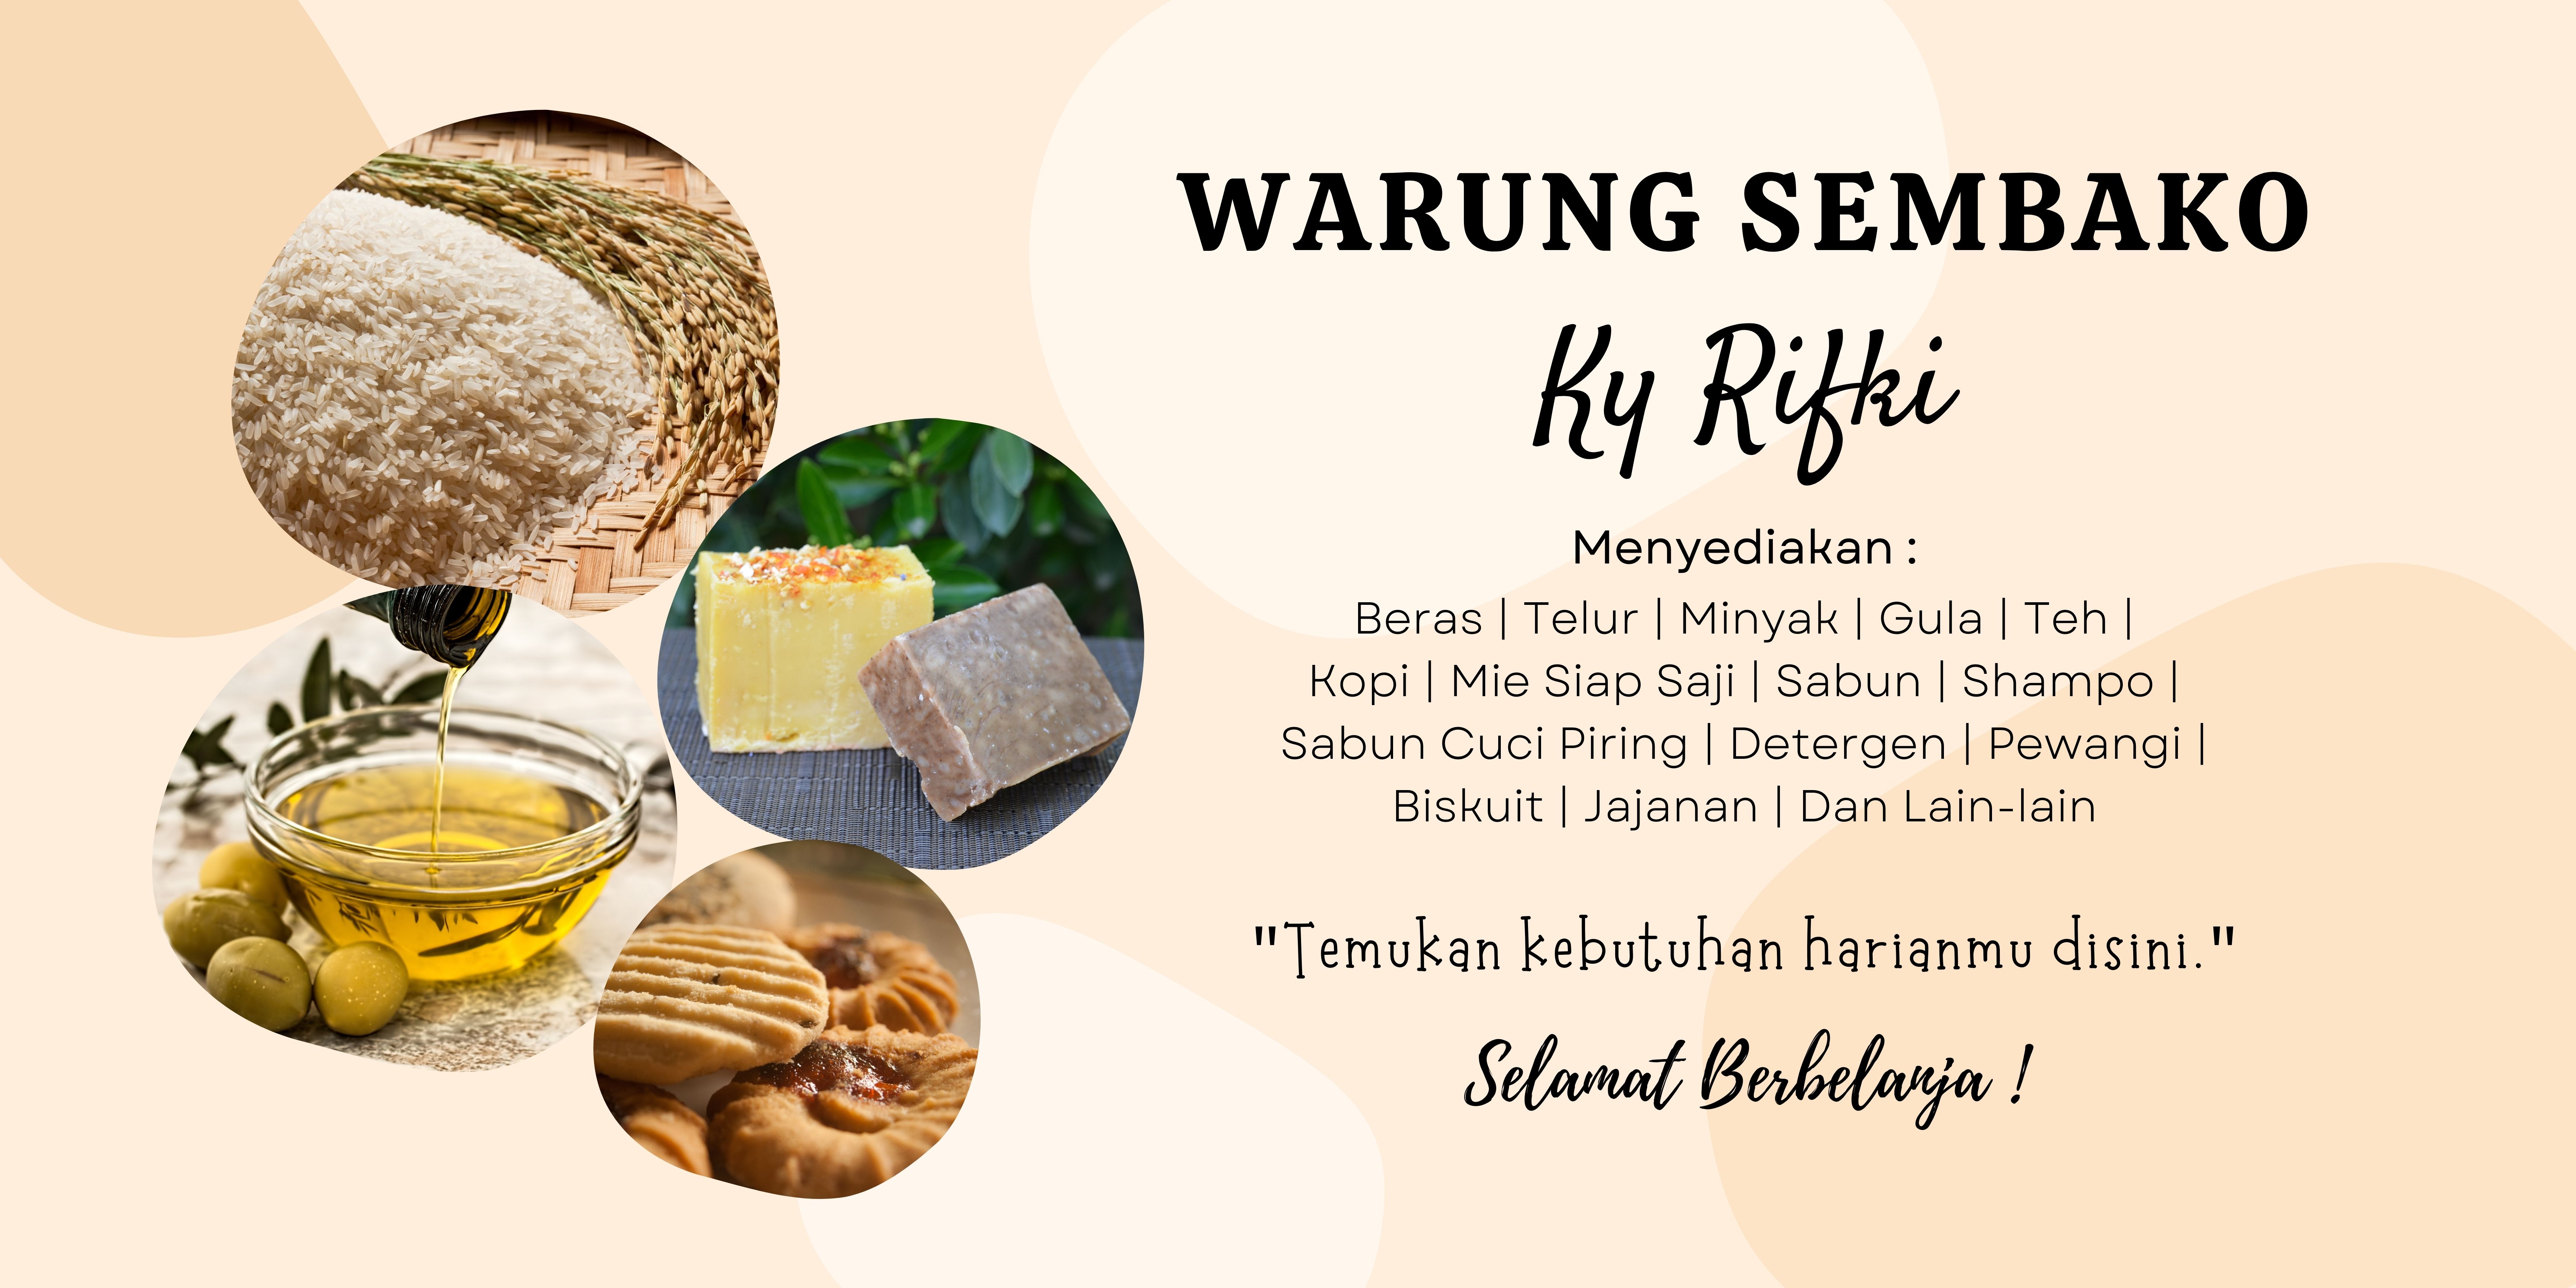 WARUNG SEMBAKO
Ky Rifki
Menyediakan :
Beras | Telur | Minyak | Gula | Teh |
Kopi | Mie Siap Saji | Sabun | Shampo |
Sabun Cuci Piring | Detergen | Pewangi |
Biskuit | Jajanan | Dan Lain-lain
"Temukan kebutuhan harianmu disini."
Selamat Berbelanja !